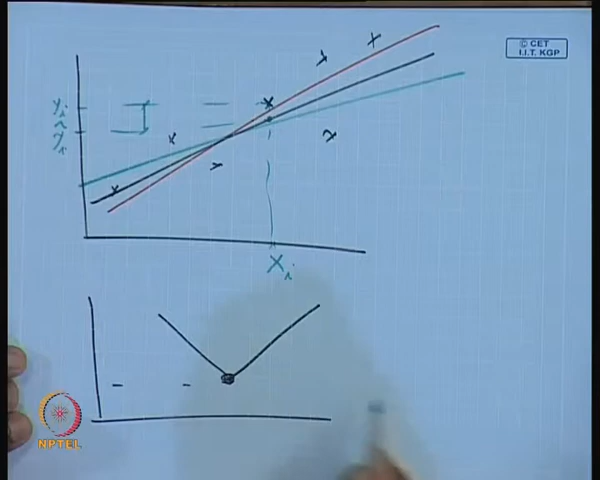 © CET
I.I.T. KGP
yᵢ
ŷᵢ
Xᵢ
NPTEL